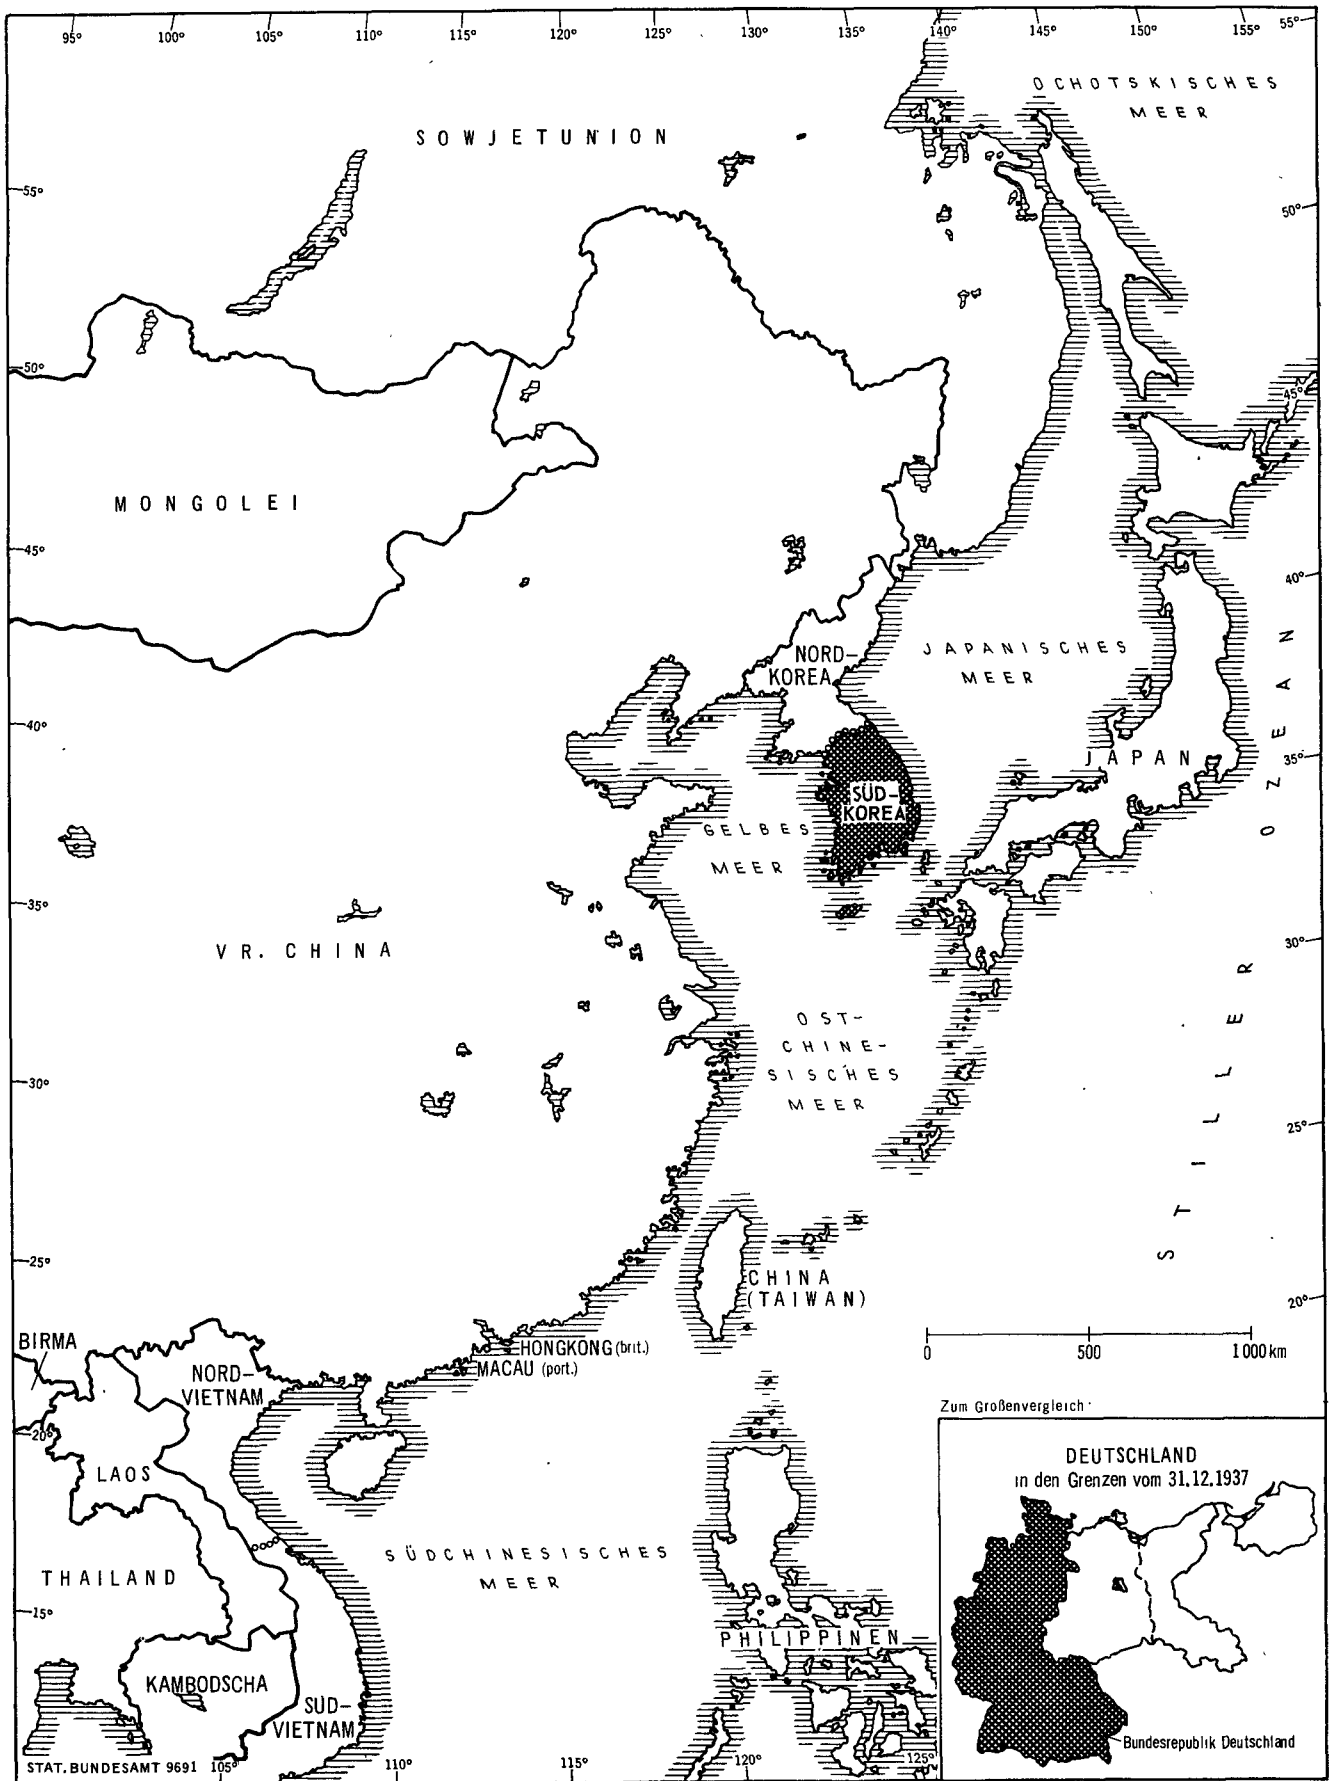 95° 100° 105° 110° 115° 120° 125° 130° 135° 140° 145° 150° 155° 55°
OCHOTSKISCHES
MEER
SOWJETUNION
55°
50°
50°
45°
MONGOLEI
45°
40°
NORD-
KOREA
JAPANISCHES
MEER
40°
JAPAN
35°
SÜD-
KOREA
GELBES
MEER
35°
VR. CHINA
30°
STILLER OZEAN
OST-
CHINE-
SISCHES
MEER
30°
25°
25°
CHINA
(TAIWAN)
20°
BIRMA
HONGKONG (brit.)
MACAU (port.)
0 500 1000 km
NORD-
VIETNAM
20°
LAOS
Zum Großenvergleich
DEUTSCHLAND
in den Grenzen vom 31.12.1937
SÜDCHINESISCHES
MEER
THAILAND
15°
PHILIPPINEN
KAMBODSCHA
SÜD-
VIETNAM
Bundesrepublik Deutschland
STAT. BUNDESAMT 9691 105° 110° 115° 120° 125°